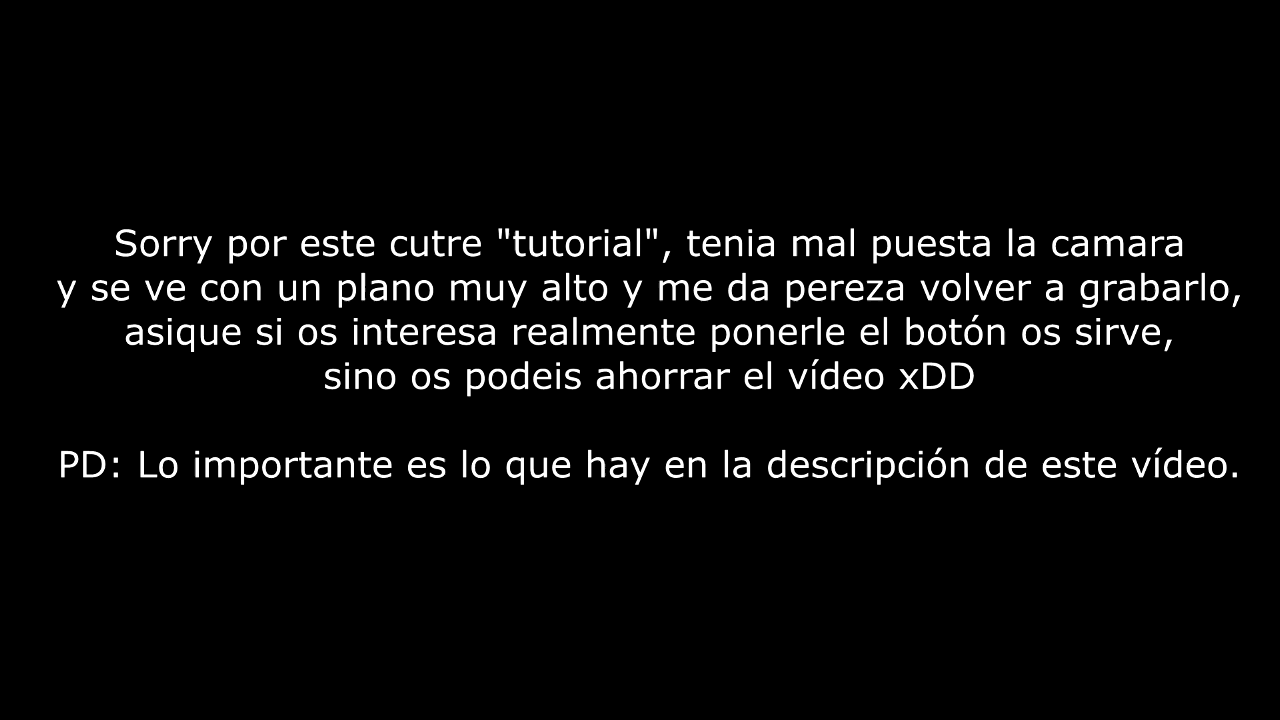 Sorry por este cutre "tutorial", tenia mal puesta la camara
y se ve con un plano muy alto y me da pereza volver a grabarlo,
asique si os interesa realmente ponerle el botón os sirve,
sino os podeis ahorrar el vídeo xDD
PD: Lo importante es lo que hay en la descripción de este vídeo.